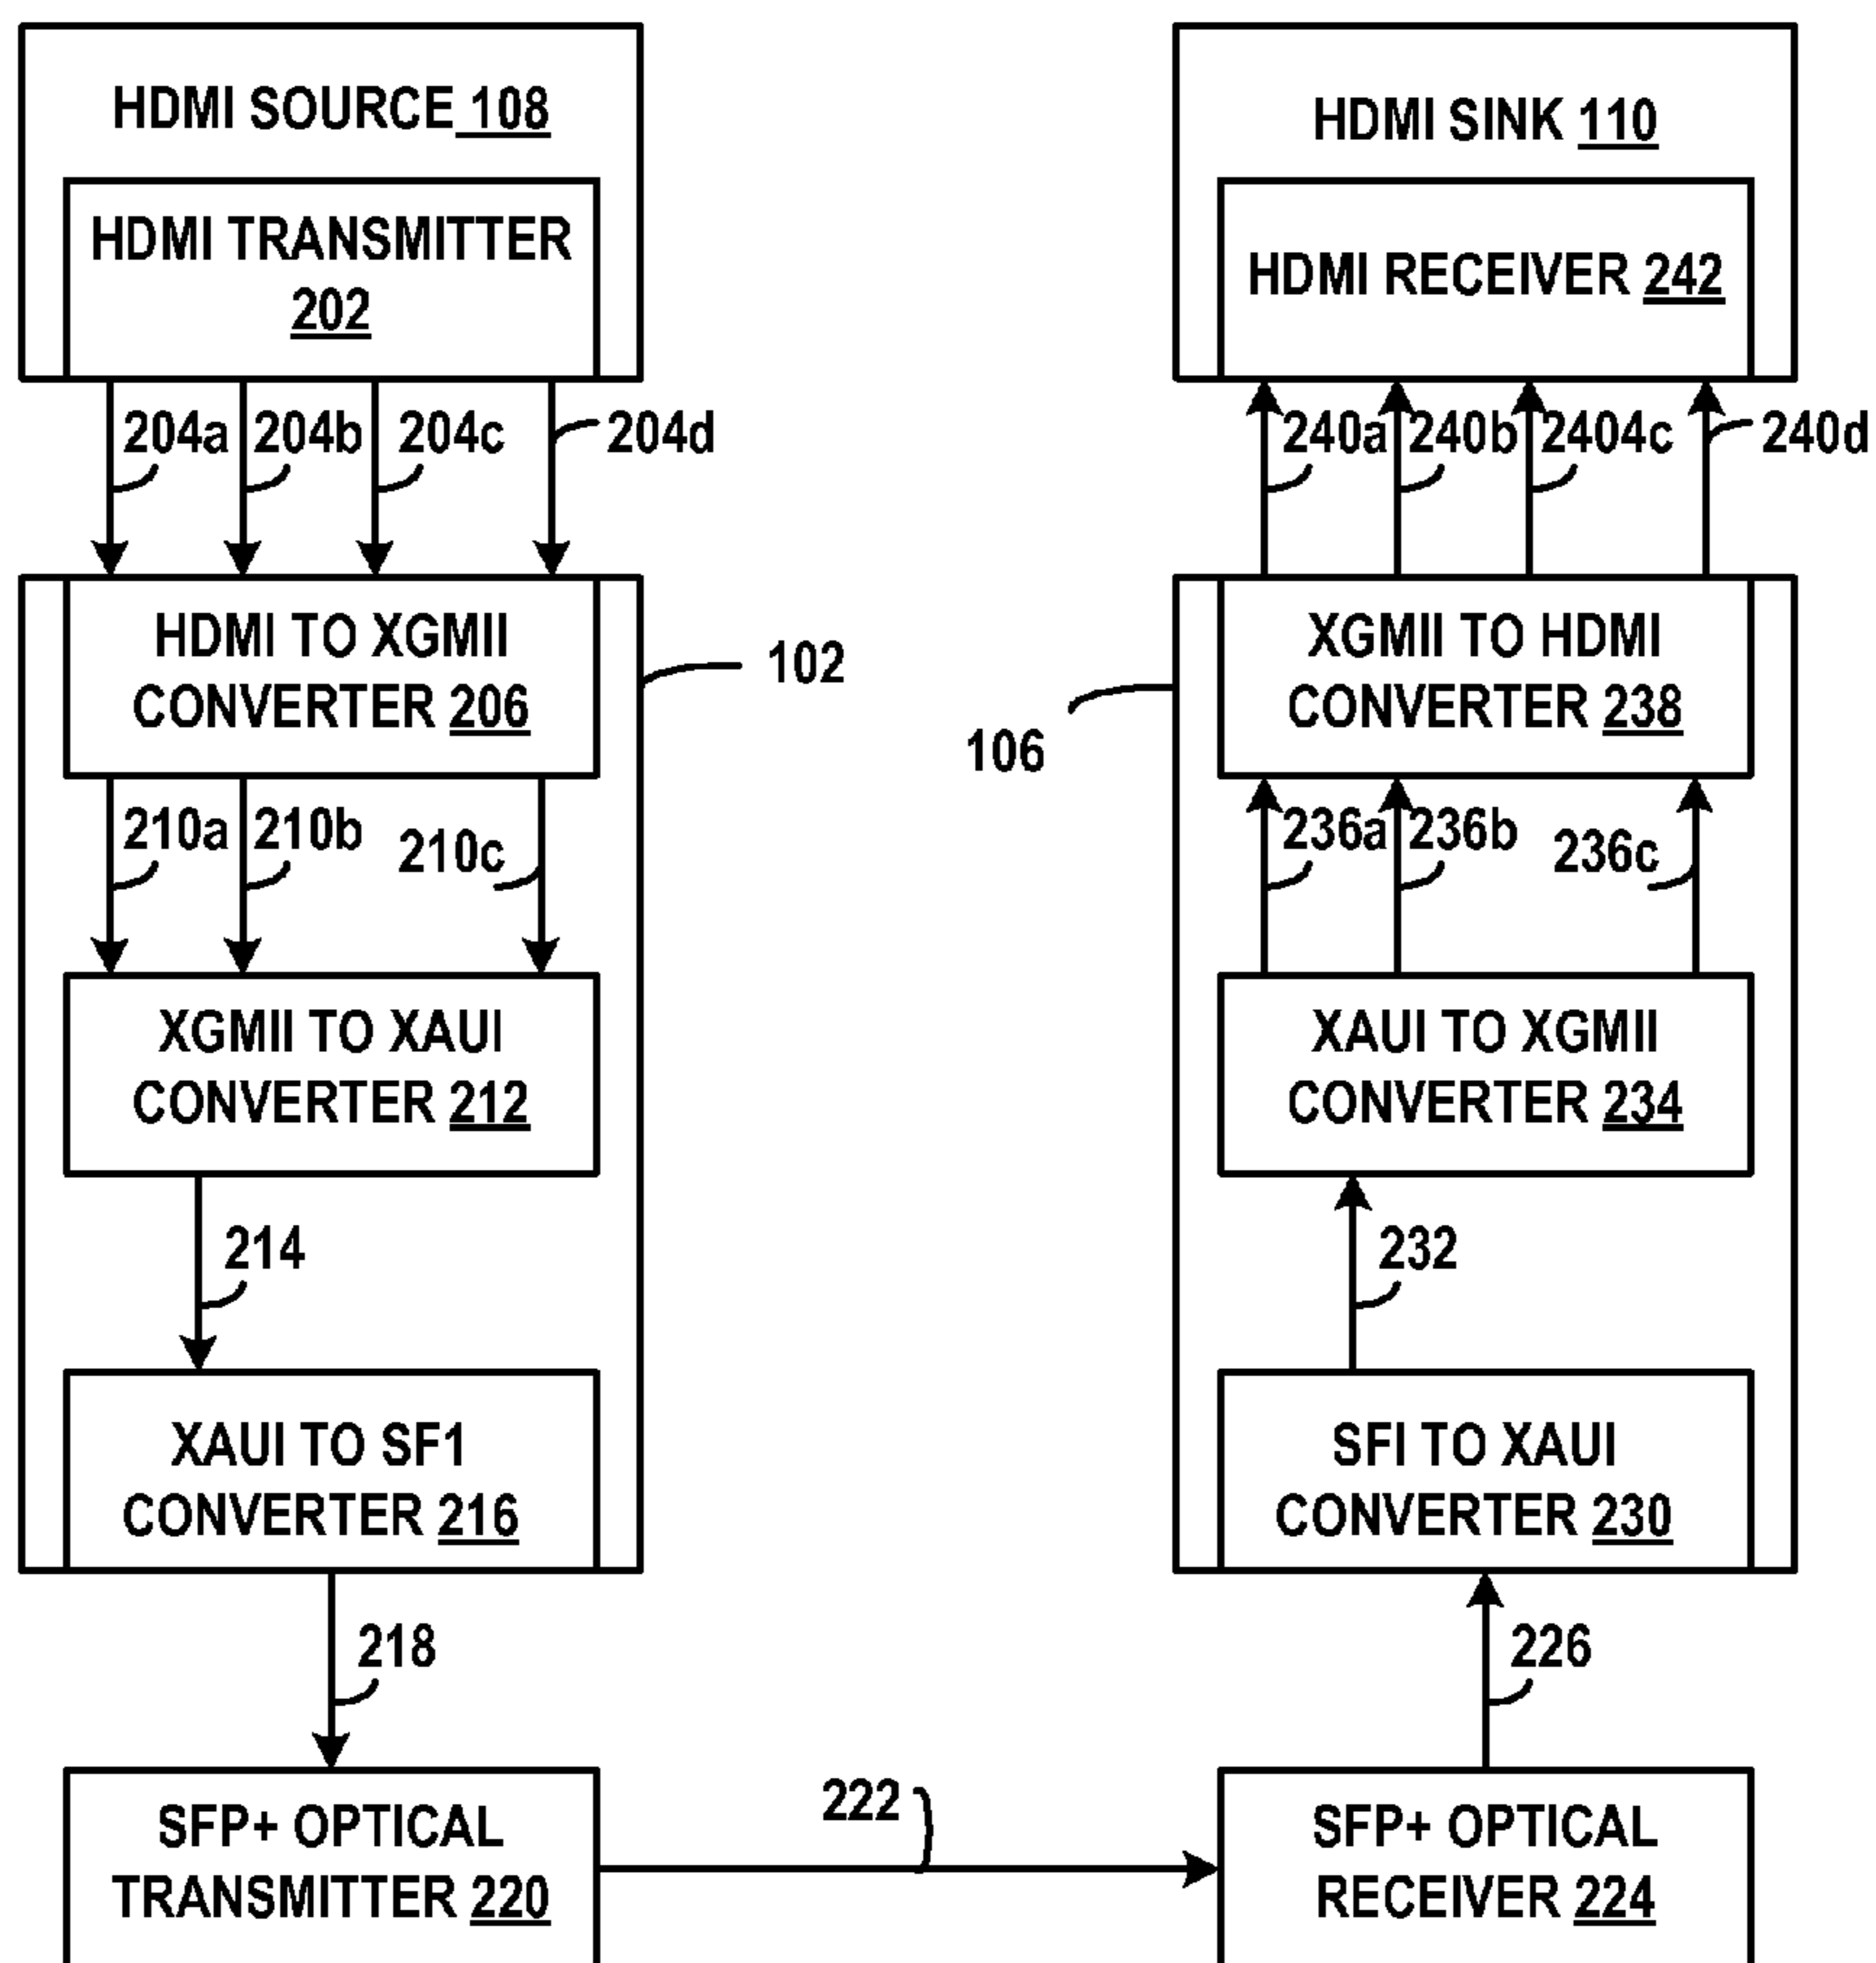 HDMI SOURCE 108
HDMI TRANSMITTER
202
204a 204b 204c 204d
HDMI TO XGMII
CONVERTER 206
102
210a 210b 210c
XGMII TO XAUI
CONVERTER 212
214
XAUI TO SF1
CONVERTER 216
218
SFP+ OPTICAL
TRANSMITTER 220
222
HDMI SINK 110
HDMI RECEIVER 242
240a 240b 2404c 240d
XGMII TO HDMI
CONVERTER 238
106
236a 236b 236c
XAUI TO XGMII
CONVERTER 234
232
SFI TO XAUI
CONVERTER 230
226
SFP+ OPTICAL
RECEIVER 224